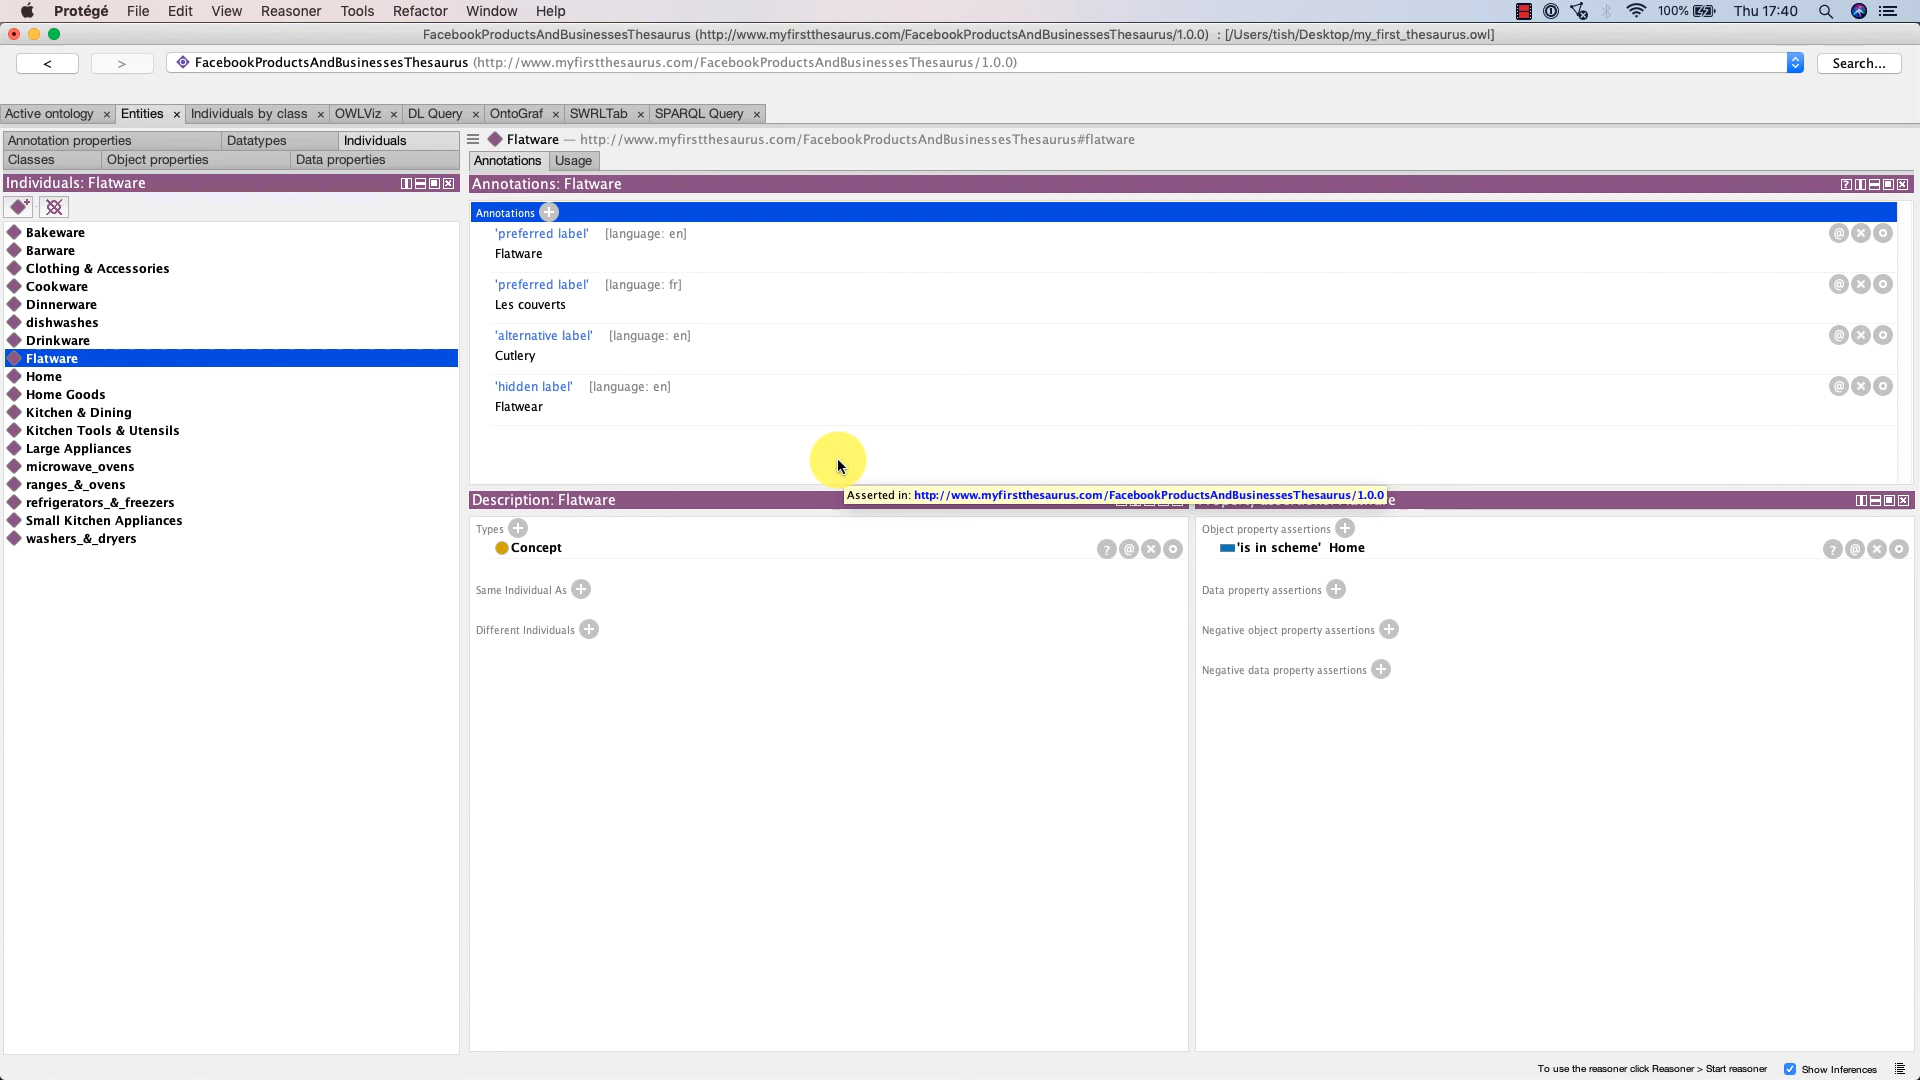 Protégé File Edit View Reasoner Tools Refactor Window Help 100% Thu 17:40
FacebookProductsAndBusinessesThesaurus (http://www.myfirstthesaurus.com/FacebookProductsAndBusinessesThesaurus/1.0.0) : [/Users/tish/Desktop/my_first_thesaurus.owl]
< > FacebookProductsAndBusinessesThesaurus (http://www.myfirstthesaurus.com/FacebookProductsAndBusinessesThesaurus/1.0.0) Search...
Active ontology × Entities × Individuals by class × OWLViz × DL Query × OntoGraf × SWRLTab × SPARQL Query ×
Annotation properties Datatypes Individuals
Classes Object properties Data properties
Individuals: Flatware
Bakeware
Barware
Clothing & Accessories
Cookware
Dinnerware
dishwashes
Drinkware
Flatware
Home
Home Goods
Kitchen & Dining
Kitchen Tools & Utensils
Large Appliances
microwave_ovens
ranges_&_ovens
refrigerators_&_freezers
Small Kitchen Appliances
washers_&_dryers
Flatware — http://www.myfirstthesaurus.com/FacebookProductsAndBusinessesThesaurus#flatware
Annotations Usage
Annotations: Flatware
Annotations
'preferred label' [language: en]
Flatware
'preferred label' [language: fr]
Les couverts
'alternative label' [language: en]
Cutlery
'hidden label' [language: en]
Flatwear
Asserted in: http://www.myfirstthesaurus.com/FacebookProductsAndBusinessesThesaurus/1.0.0
Description: Flatware
Types
Concept
Same Individual As
Different Individuals
Object property assertions
'is in scheme' Home
Data property assertions
Negative object property assertions
Negative data property assertions
To use the reasoner click Reasoner > Start reasoner Show Inferences